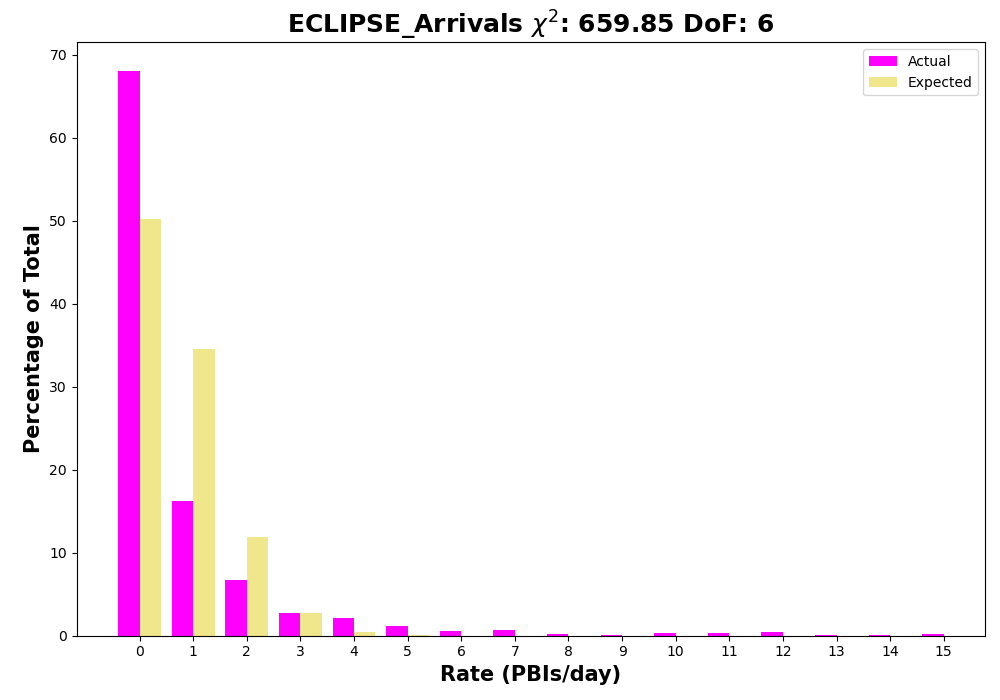 ECLIPSE_Arrivals χ²: 659.85 DoF: 6
Actual
Expected
70
60
50
40
30
20
10
0
Percentage of Total
0 1 2 3 4 5 6 7 8 9 10 11 12 13 14 15
Rate (PBIs/day)